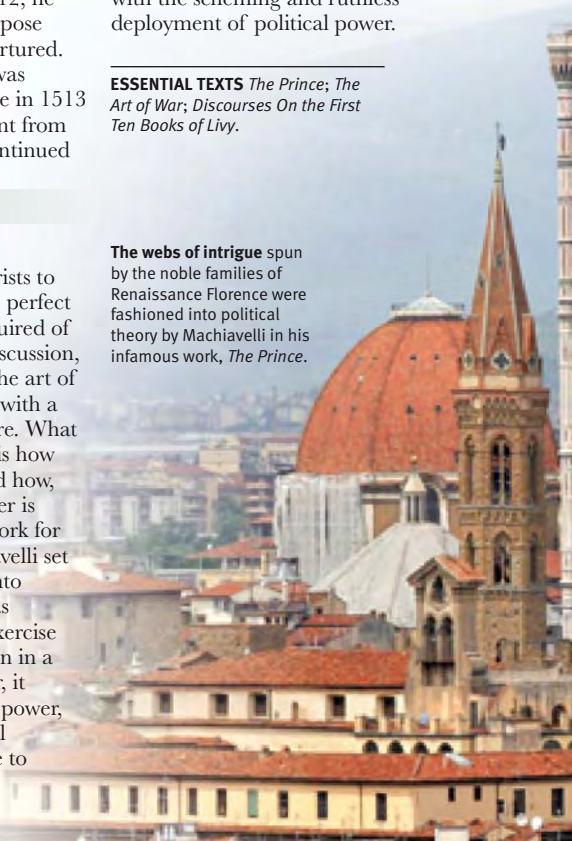 12, he
pose
rtured.
vas
e in 1513
nt from
ntinued
rists to
perfect
uired of
scussion,
he art of
with a
re. What
is how
d how,
er is
ork for
avelli set
nto
s
xercise
n in a
, it
power,
l
e to
with the scheming and ruthless
deployment of political power.
ESSENTIAL TEXTS The Prince; The
Art of War; Discourses On the First
Ten Books of Livy.
The webs of intrigue spun
by the noble families of
Renaissance Florence were
fashioned into political
theory by Machiavelli in his
infamous work, The Prince.